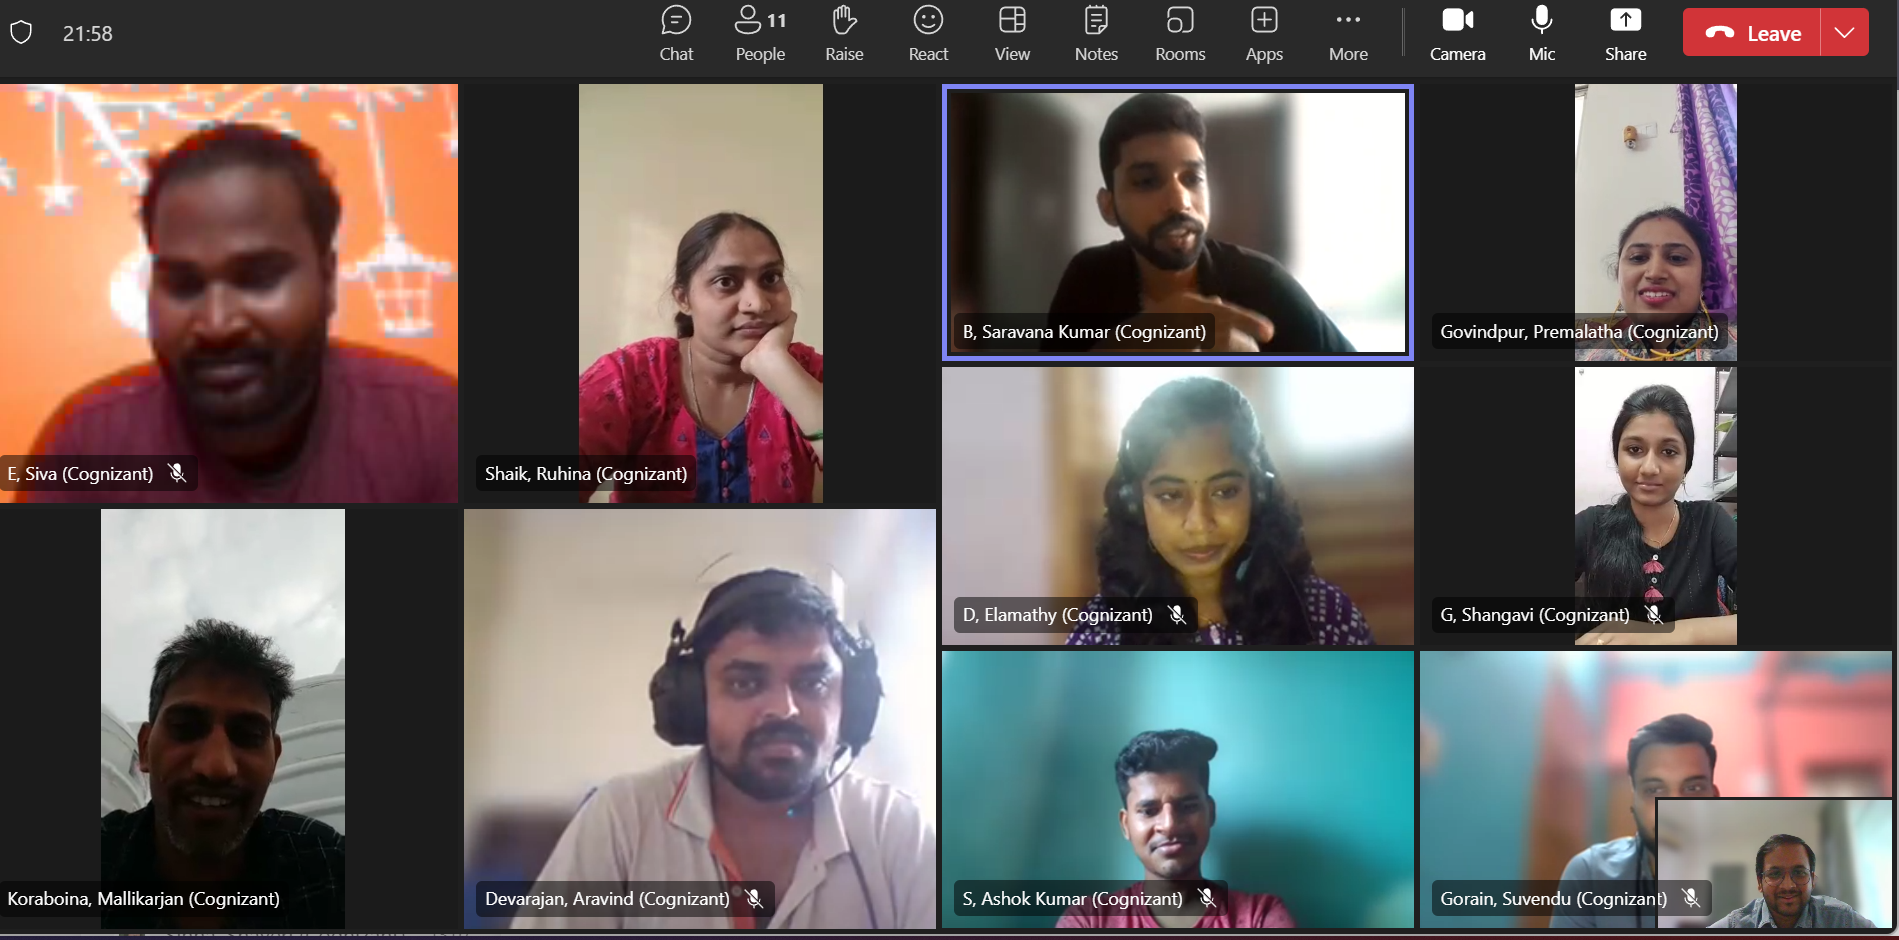 21:58
11
Chat People Raise React View Notes Rooms Apps More Camera Mic Share Leave
E, Siva (Cognizant)
Shaik, Ruhina (Cognizant)
B, Saravana Kumar (Cognizant)
Govindpur, Premalatha (Cognizant)
D, Elamathy (Cognizant)
G, Shangavi (Cognizant)
Koraboina, Mallikarjan (Cognizant)
Devarajan, Aravind (Cognizant)
S, Ashok Kumar (Cognizant)
Gorain, Suvendu (Cognizant)